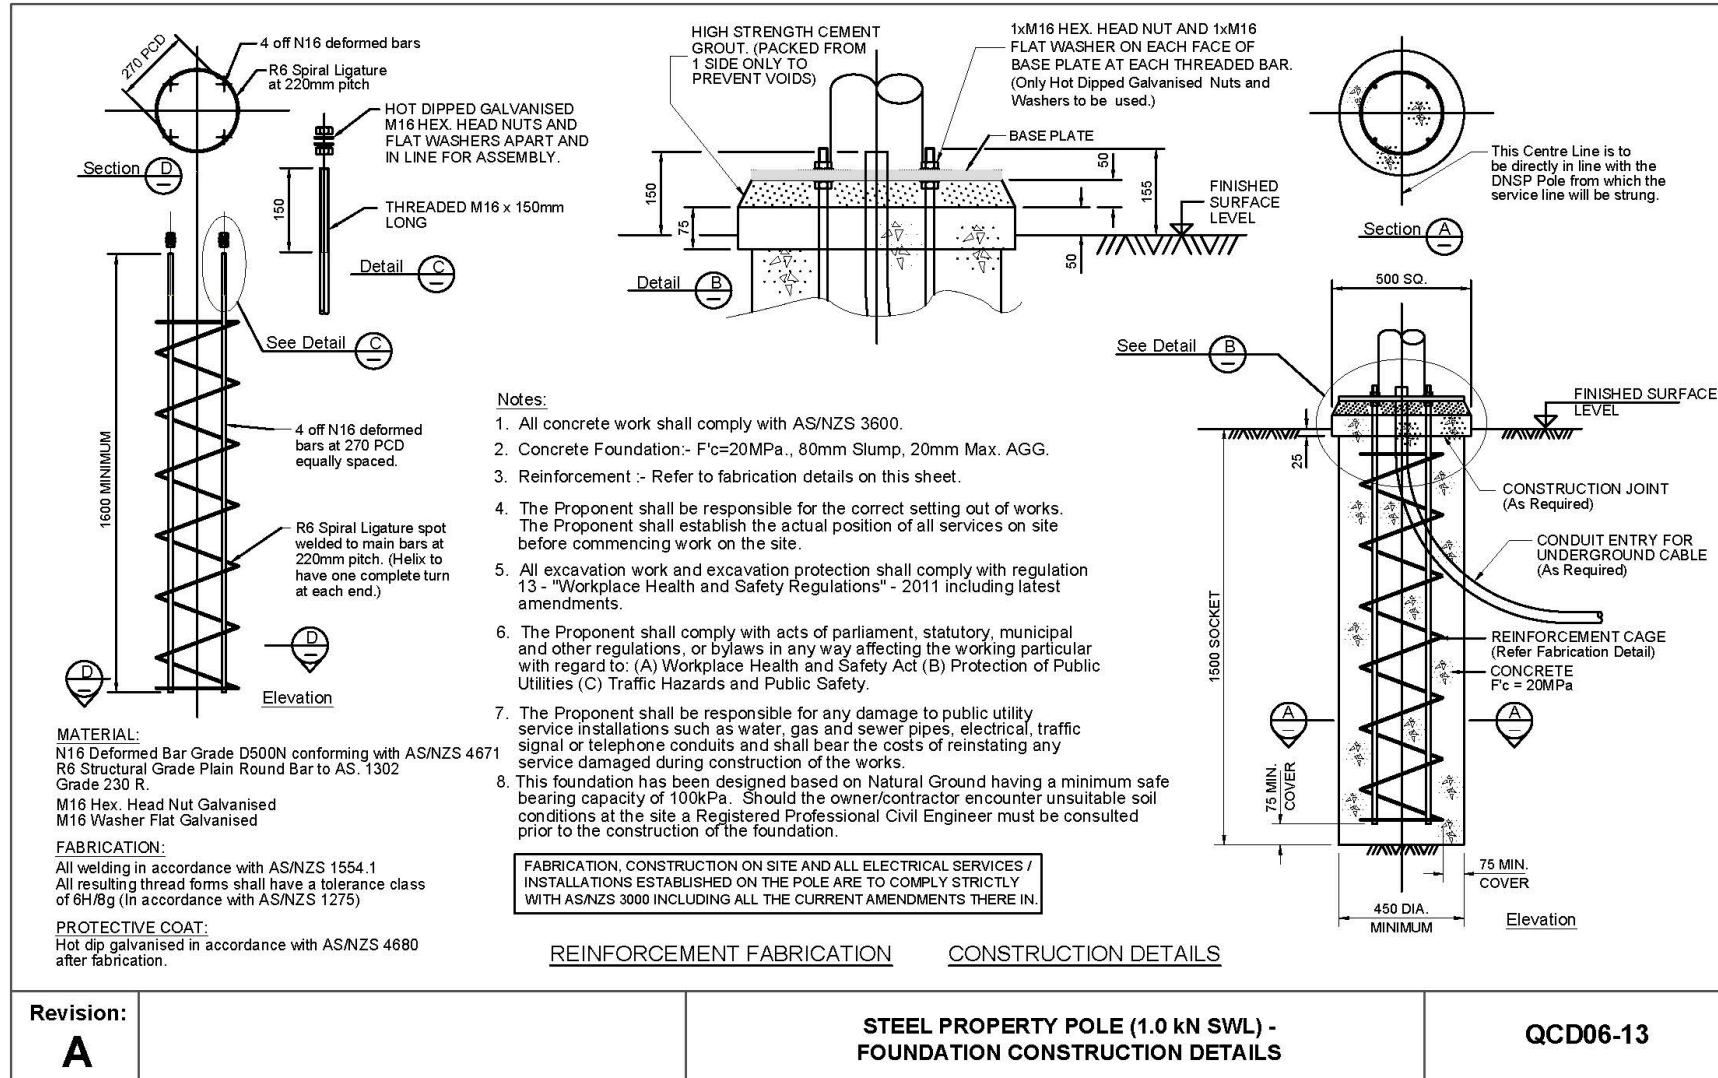 270 PCD
4 off N16 deformed bars
R6 Spiral Ligature
at 220mm pitch
Section D
HOT DIPPED GALVANISED
M16 HEX. HEAD NUTS AND
FLAT WASHERS APART AND
IN LINE FOR ASSEMBLY.
150
THREADED M16 x 150mm
LONG
Detail C
See Detail C
1600 MINIMUM
4 off N16 deformed
bars at 270 PCD
equally spaced.
R6 Spiral Ligature spot
welded to main bars at
220mm pitch. (Helix to
have one complete turn
at each end.)
D
D
Elevation
MATERIAL:
N16 Deformed Bar Grade D500N conforming with AS/NZS 4671
R6 Structural Grade Plain Round Bar to AS. 1302
Grade 230 R.
M16 Hex. Head Nut Galvanised
M16 Washer Flat Galvanised
FABRICATION:
All welding in accordance with AS/NZS 1554.1
All resulting thread forms shall have a tolerance class
of 6H/8g (In accordance with AS/NZS 1275)
PROTECTIVE COAT:
Hot dip galvanised in accordance with AS/NZS 4680
after fabrication.
HIGH STRENGTH CEMENT
GROUT. (PACKED FROM
1 SIDE ONLY TO
PREVENT VOIDS)
1xM16 HEX. HEAD NUT AND 1xM16
FLAT WASHER ON EACH FACE OF
BASE PLATE AT EACH THREADED BAR.
(Only Hot Dipped Galvanised Nuts and
Washers to be used.)
BASE PLATE
150
75
50
155
50
FINISHED
SURFACE
LEVEL
Detail B
This Centre Line is to
be directly in line with the
DNSP Pole from which the
service line will be strung.
Section A
500 SQ.
See Detail B
FINISHED SURFACE
LEVEL
25
CONSTRUCTION JOINT
(As Required)
CONDUIT ENTRY FOR
UNDERGROUND CABLE
(As Required)
1500 SOCKET
REINFORCEMENT CAGE
(Refer Fabrication Detail)
CONCRETE
F'c = 20MPa
A
A
75 MIN.
COVER
75 MIN.
COVER
450 DIA.
MINIMUM
Elevation
Notes:
1. All concrete work shall comply with AS/NZS 3600.
2. Concrete Foundation:- F'c=20MPa., 80mm Slump, 20mm Max. AGG.
3. Reinforcement :- Refer to fabrication details on this sheet.
4. The Proponent shall be responsible for the correct setting out of works.
The Proponent shall establish the actual position of all services on site
before commencing work on the site.
5. All excavation work and excavation protection shall comply with regulation
13 - "Workplace Health and Safety Regulations" - 2011 including latest
amendments.
6. The Proponent shall comply with acts of parliament, statutory, municipal
and other regulations, or bylaws in any way affecting the working particular
with regard to: (A) Workplace Health and Safety Act (B) Protection of Public
Utilities (C) Traffic Hazards and Public Safety.
7. The Proponent shall be responsible for any damage to public utility
service installations such as water, gas and sewer pipes, electrical, traffic
signal or telephone conduits and shall bear the costs of reinstating any
service damaged during construction of the works.
8. This foundation has been designed based on Natural Ground having a minimum safe
bearing capacity of 100kPa. Should the owner/contractor encounter unsuitable soil
conditions at the site a Registered Professional Civil Engineer must be consulted
prior to the construction of the foundation.
FABRICATION, CONSTRUCTION ON SITE AND ALL ELECTRICAL SERVICES /
INSTALLATIONS ESTABLISHED ON THE POLE ARE TO COMPLY STRICTLY
WITH AS/NZS 3000 INCLUDING ALL THE CURRENT AMENDMENTS THERE IN.
REINFORCEMENT FABRICATION
CONSTRUCTION DETAILS
Revision:
A
STEEL PROPERTY POLE (1.0 kN SWL) -
FOUNDATION CONSTRUCTION DETAILS
QCD06-13